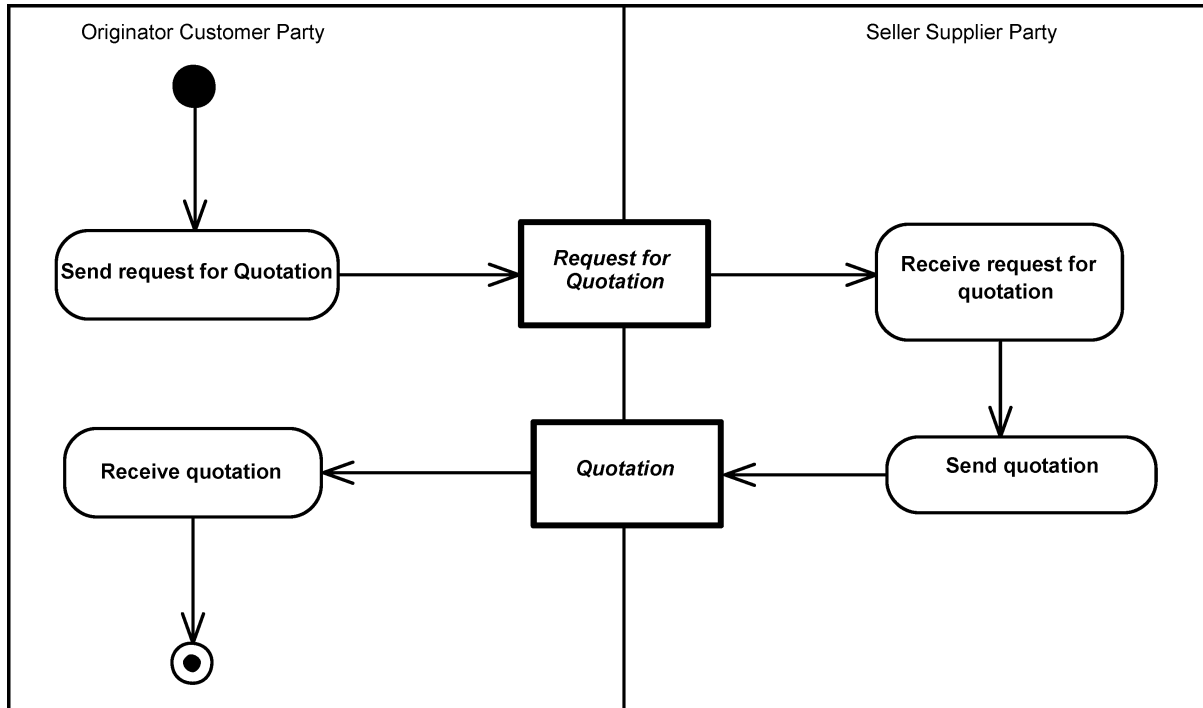 Originator Customer Party
Seller Supplier Party
Send request for Quotation
Request for
Quotation
Receive request for
quotation
Receive quotation
Quotation
Send quotation